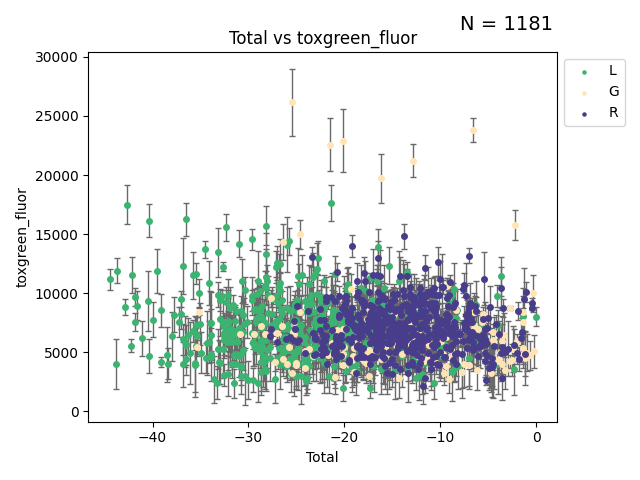 N = 1181
Total vs toxgreen_fluor
30000
25000
20000
15000
10000
5000
0
toxgreen_fluor
−40
−30
−20
−10
0
Total
L
G
R